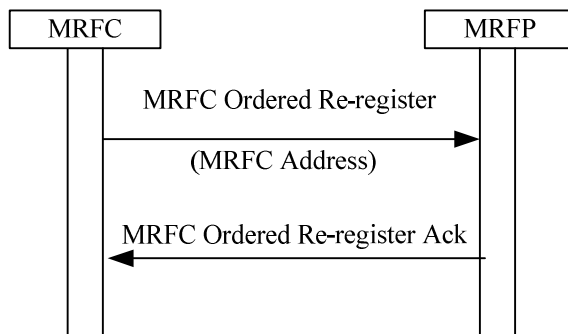 MRFC
MRFP
MRFC Ordered Re-register
(MRFC Address)
MRFC Ordered Re-register Ack